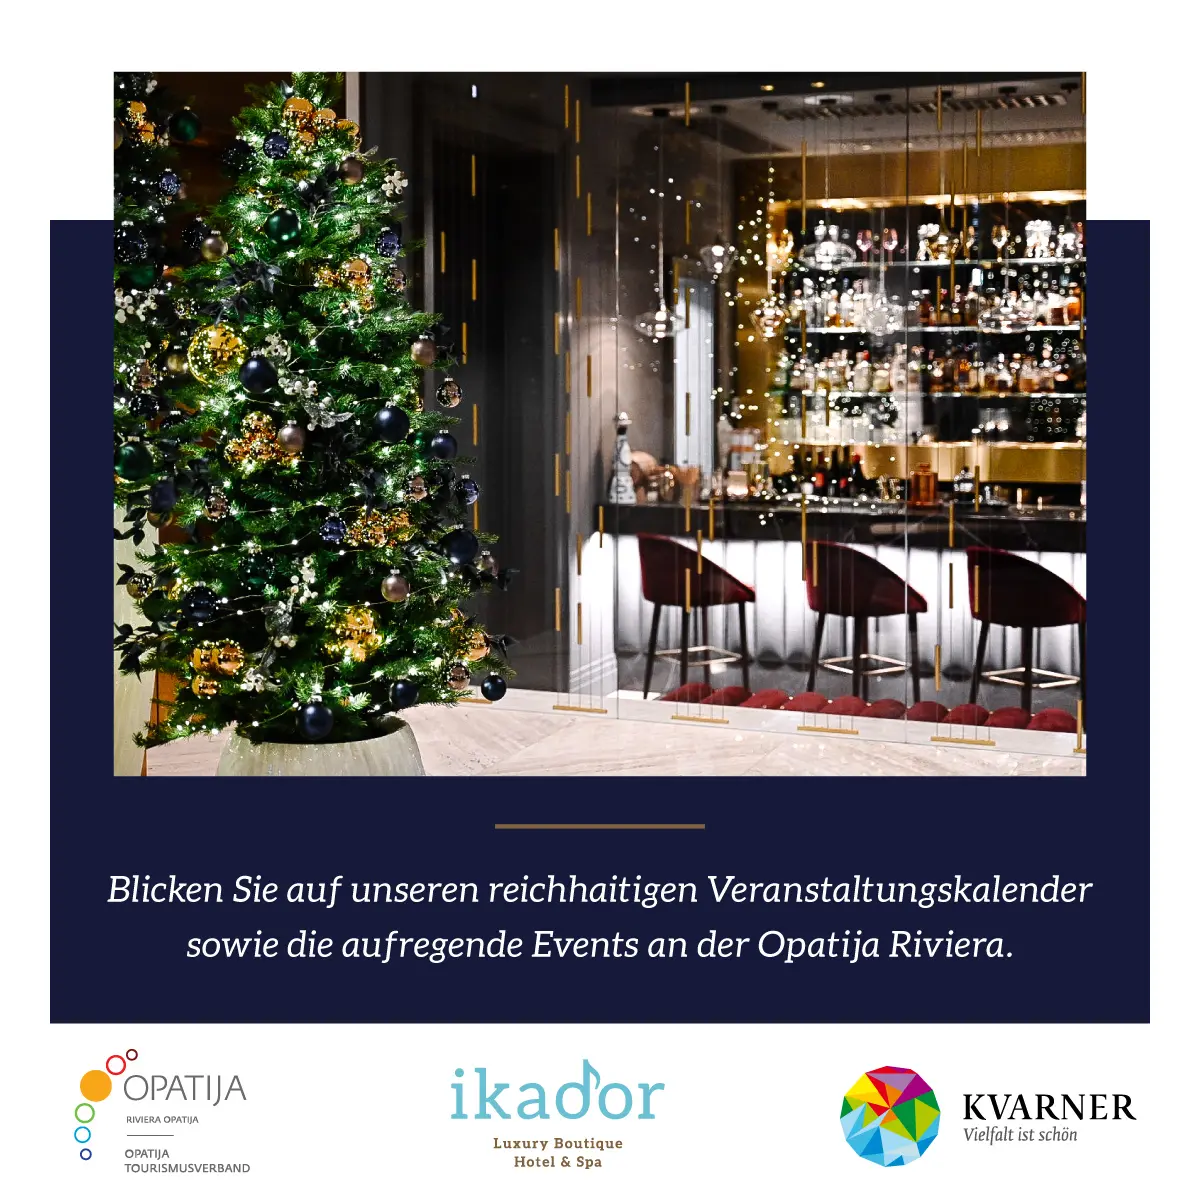 Blicken Sie auf unseren reichhaitigen Veranstaltungskalender
sowie die aufregende Events an der Opatija Riviera.
OPATIJA
RIVIERA OPATIJA
OPATIJA
TOURISMUSVERBAND
ikador
Luxury Boutique
Hotel & Spa
KVARNER
Vielfalt ist schön